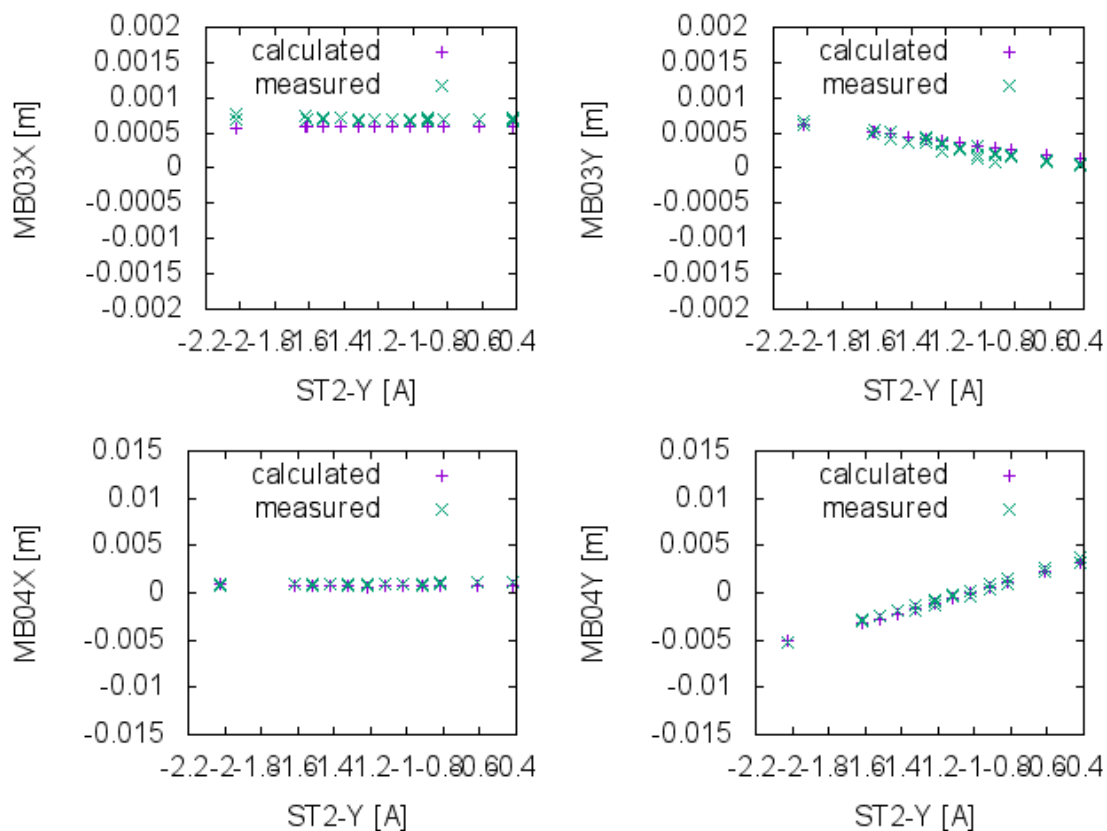 0.002
0.0015
0.001
0.0005
0
-0.0005
-0.001
-0.0015
-0.002
MB03X [m]
calculated
measured
-2.2-2-1.81.61.41.2-1-0.80.60.4
ST2-Y [A]
0.002
0.0015
0.001
0.0005
0
-0.0005
-0.001
-0.0015
-0.002
MB03Y [m]
calculated
measured
-2.2-2-1.81.61.41.2-1-0.80.60.4
ST2-Y [A]
0.015
0.01
0.005
0
-0.005
-0.01
-0.015
MB04X [m]
calculated
measured
-2.2-2-1.81.61.41.2-1-0.80.60.4
ST2-Y [A]
0.015
0.01
0.005
0
-0.005
-0.01
-0.015
MB04Y [m]
calculated
measured
-2.2-2-1.81.61.41.2-1-0.80.60.4
ST2-Y [A]